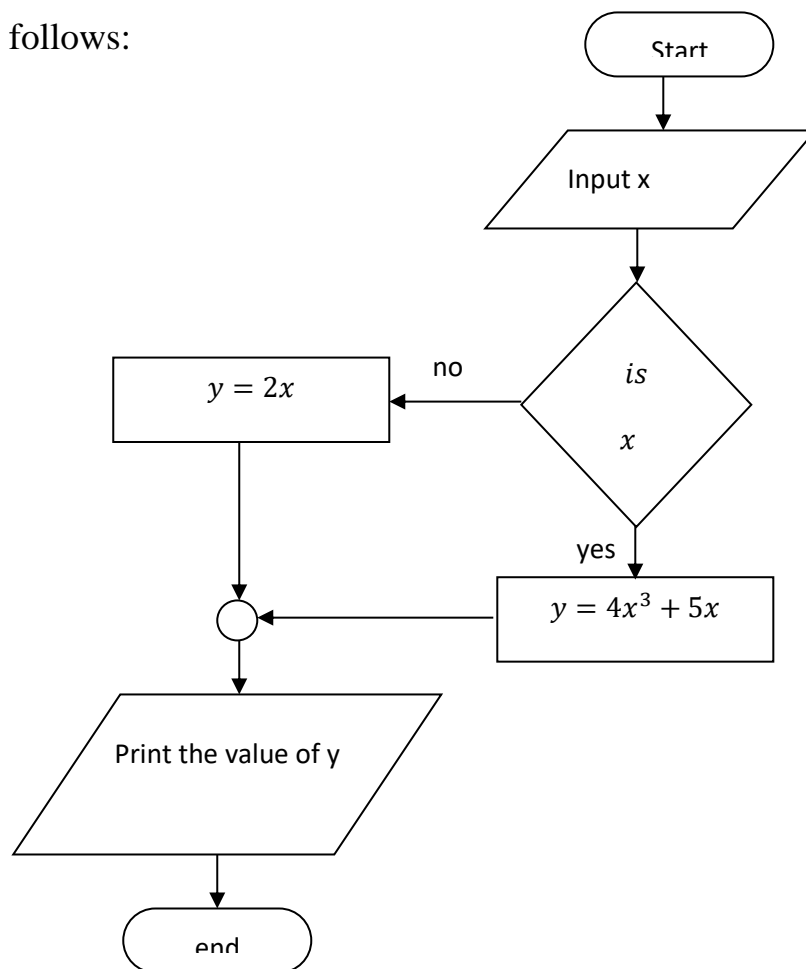 follows:
Start
Input x
no
y = 2x
is
x
yes
y = 4x³ + 5x
Print the value of y
end